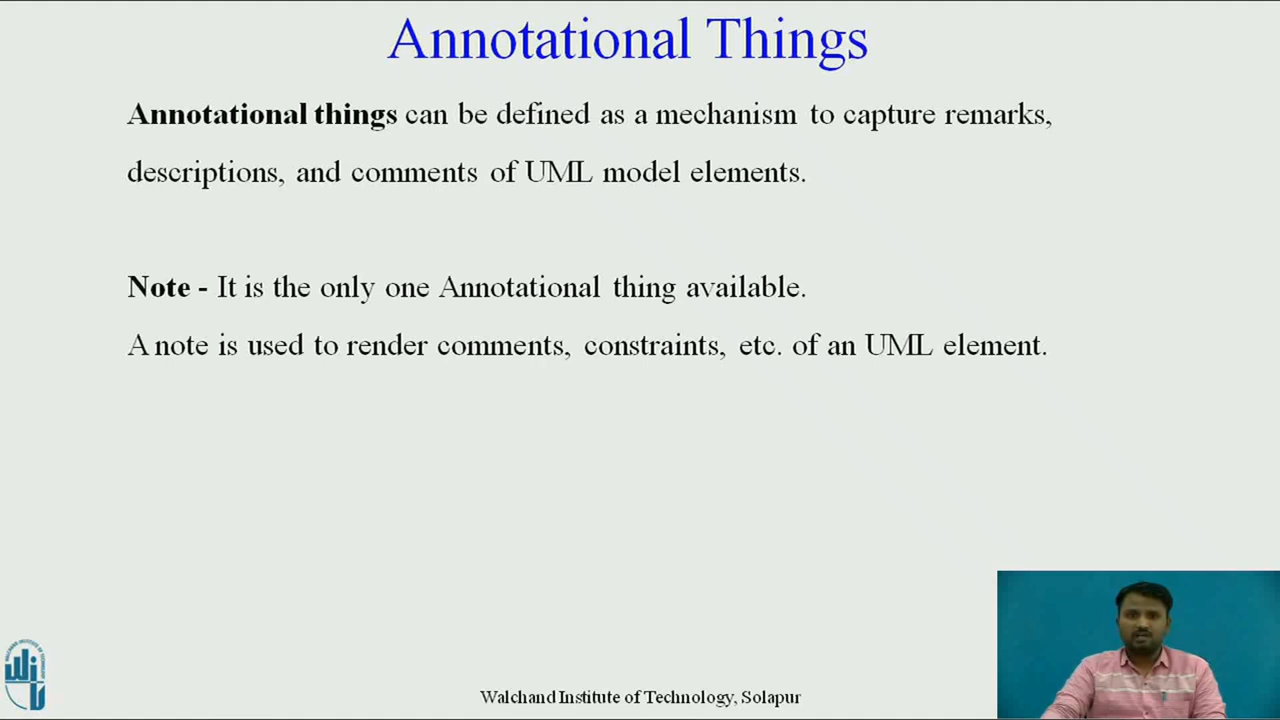 Annotational Things
Annotational things can be defined as a mechanism to capture remarks,
descriptions, and comments of UML model elements.
Note - It is the only one Annotational thing available.
A note is used to render comments, constraints, etc. of an UML element.
Walchand Institute of Technology, Solapur